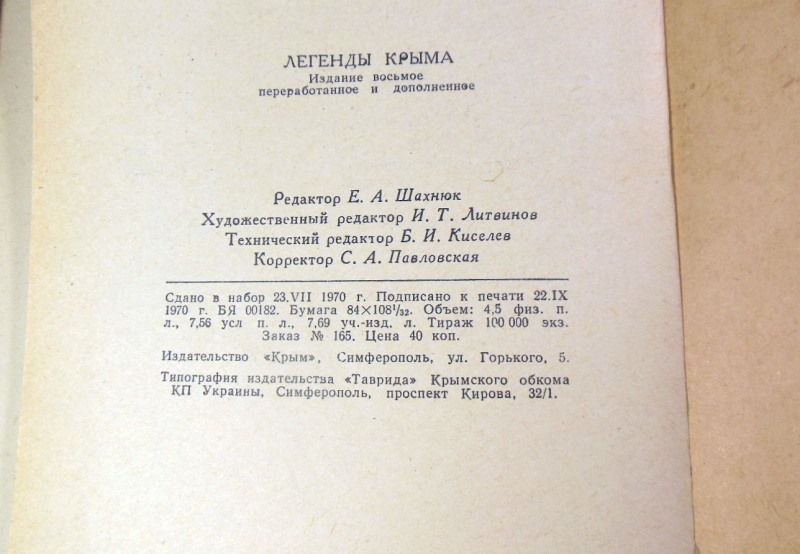 ЛЕГЕНДЫ КРЫМА
Издание восьмое
переработанное и дополненное
Редактор Е. А. Шахнюк
Художественный редактор И. Т. Литвинов
Технический редактор Б. И. Киселев
Корректор С. А. Павловская
Сдано в набор 23.VII 1970 г. Подписано к печати 22.IX
1970 г. БЯ 00182. Бумага 84×108¹/₃₂. Объем: 4,5 физ. п.
л., 7,56 усл п. л., 7,69 уч.-изд. л. Тираж 100 000 экз.
Заказ № 165. Цена 40 коп.
Издательство «Крым», Симферополь, ул. Горького, 5.
Типография издательства «Таврида» Крымского обкома
КП Украины, Симферополь, проспект Кирова, 32/1.